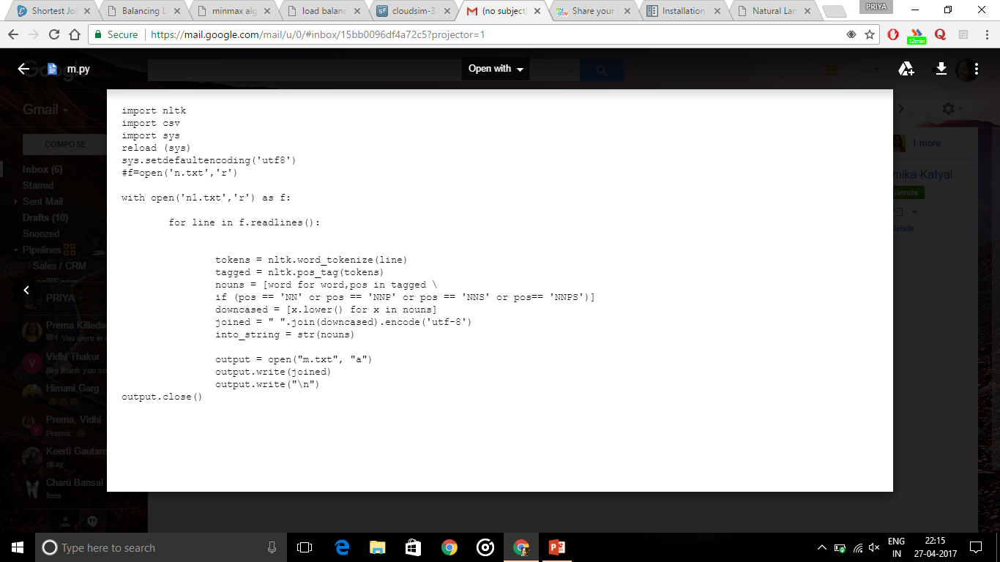 Shortest Jo
Balancing L
minmax alg
load balanc
cloudsim-3.
(no subject)
Share your
Installation
Natural Lan
PRIYA
Secure
https://mail.google.com/mail/u/0/#inbox/15bb0096df4a72c5?projector=1
12min
m.py
Open with
Gmail
COMPOSE
Inbox (6)
Starred
Sent Mail
Drafts (10)
Snoozed
Pipelines
Sales / CRM
PRIYA
Prema Killedar
You were in
Vidhi Thakur
Bro thank you so
Himani Garg
Prema, Vidhi
Prema:
Keerti Gautam
okay
Charu Bansal
fees
import nltk
import csv
import sys
reload (sys)
sys.setdefaultencoding('utf8')
#f=open('n.txt','r')
with open('n1.txt','r') as f:
for line in f.readlines():
tokens = nltk.word_tokenize(line)
tagged = nltk.pos_tag(tokens)
nouns = [word for word,pos in tagged \
if (pos == 'NN' or pos == 'NNP' or pos == 'NNS' or pos== 'NNPS')]
downcased = [x.lower() for x in nouns]
joined = " ".join(downcased).encode('utf-8')
into_string = str(nouns)
output = open("m.txt", "a")
output.write(joined)
output.write("\n")
output.close()
1 more
mika Katyal
riends
etails
Type here to search
ENG
IN
22:15
27-04-2017